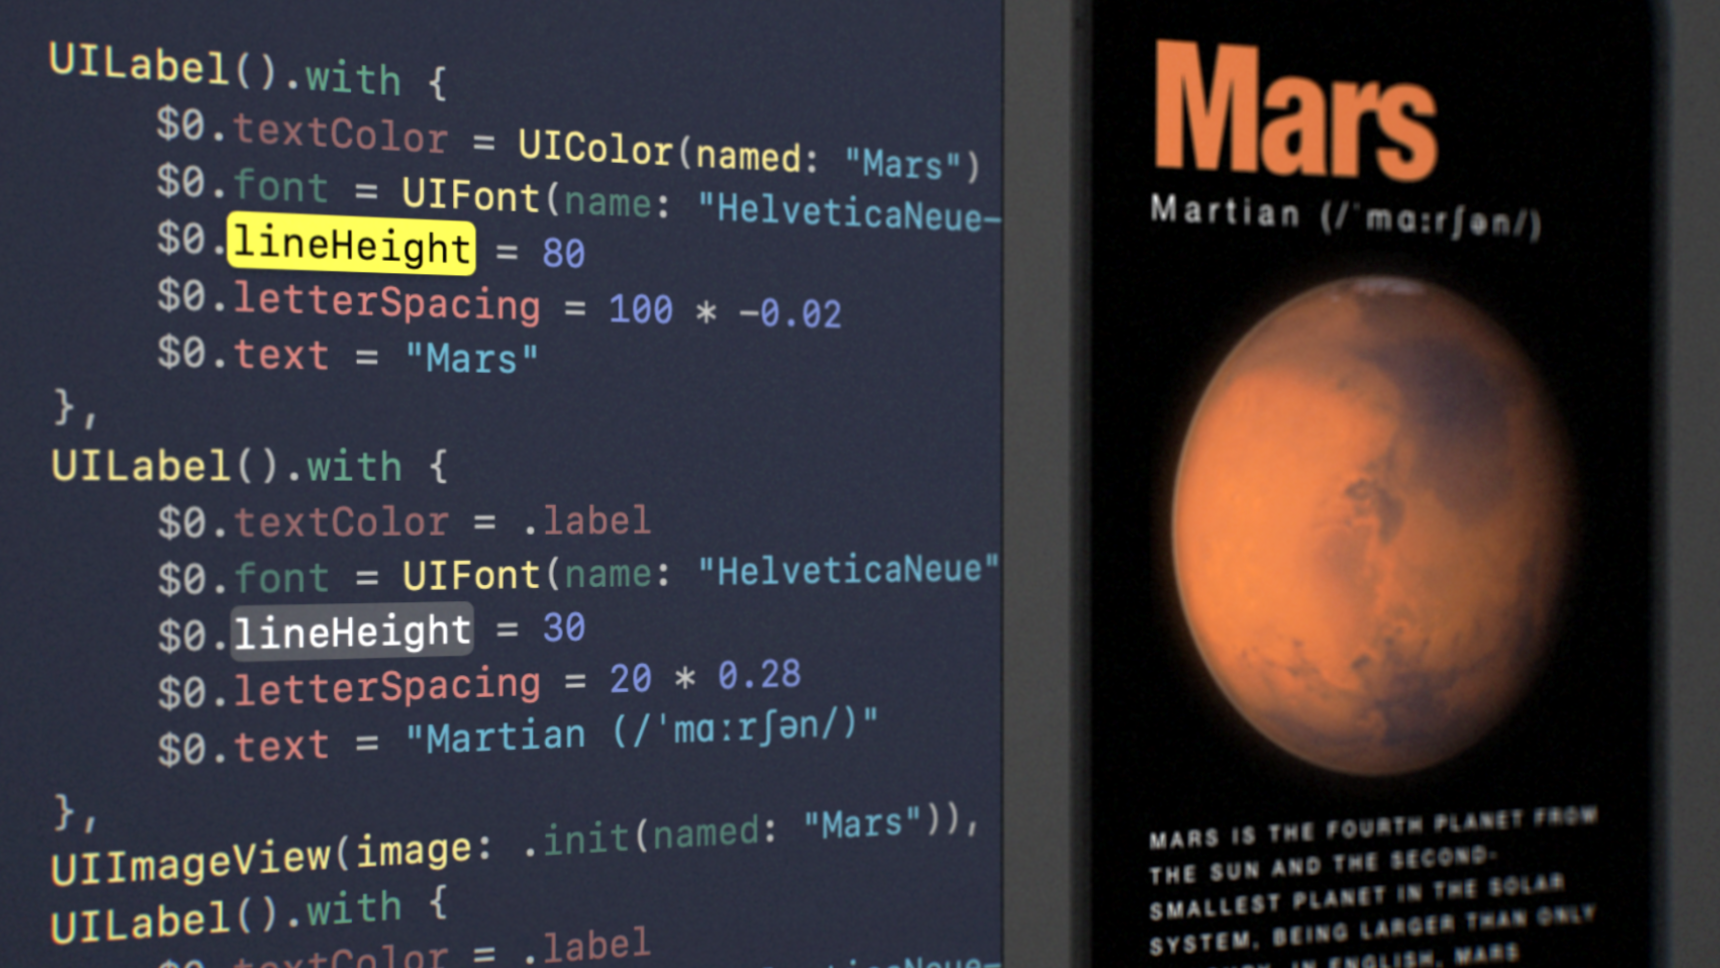 UILabel().with {
$0.textColor = UIColor(named: "Mars")
$0.font = UIFont(name: "HelveticaNeue-
$0.lineHeight = 80
$0.letterSpacing = 100 * -0.02
$0.text = "Mars"
},
UILabel().with {
$0.textColor = .label
$0.font = UIFont(name: "HelveticaNeue"
$0.lineHeight = 30
$0.letterSpacing = 20 * 0.28
$0.text = "Martian (/ˈmɑːrʃən/)"
},
UIImageView(image: .init(named: "Mars")),
UILabel().with {
$0.textColor = .label
"HelveticaNeue-
Mars
Martian (/ˈmɑːrʃən/)
MARS IS THE FOURTH PLANET FROM
THE SUN AND THE SECOND-
SMALLEST PLANET IN THE SOLAR
SYSTEM, BEING LARGER THAN ONLY
IN ENGLISH, MARS